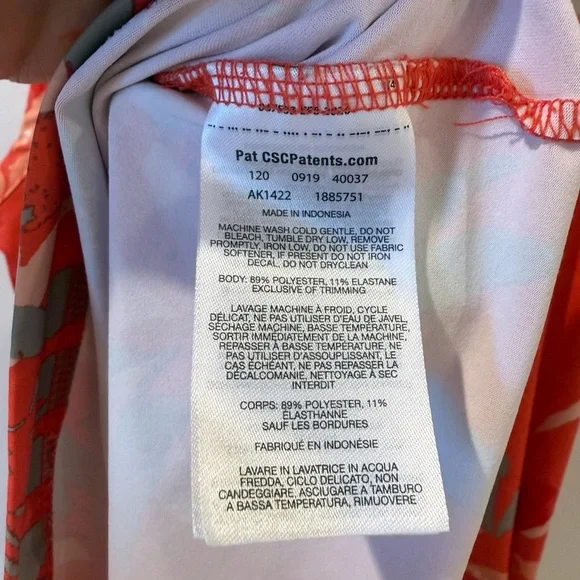 Pat CSCPatents.com
120 0919 40037
AK1422 1885751
MADE IN INDONESIA
MACHINE WASH COLD GENTLE, DO NOT
BLEACH, TUMBLE DRY LOW, REMOVE
PROMPTLY, IRON LOW, DO NOT USE FABRIC
SOFTENER, IF PRESENT DO NOT IRON
DECAL, DO NOT DRYCLEAN
BODY: 89% POLYESTER, 11% ELASTANE
EXCLUSIVE OF TRIMMING
LAVAGE MACHINE À FROID, CYCLE
DÉLICAT, NE PAS UTILISER D'EAU DE JAVEL,
SÉCHAGE MACHINE, BASSE TEMPÉRATURE,
SORTIR IMMÉDIATEMENT DE LA MACHINE,
REPASSER À BASSE TEMPÉRATURE, NE
PAS UTILISER D'ASSOUPLISSANT, LE
CAS ÉCHÉANT, NE PAS REPASSER LA
DÉCALCOMANIE, NETTOYAGE À SEC
INTERDIT
CORPS: 89% POLYESTER, 11%
ÉLASTHANNE
SAUF LES BORDURES
FABRIQUÉ EN INDONÉSIE
LAVARE IN LAVATRICE IN ACQUA
FREDDA, CICLO DELICATO, NON
CANDEGGIARE, ASCIUGARE A TAMBURO
A BASSA TEMPERATURA, RIMUOVERE